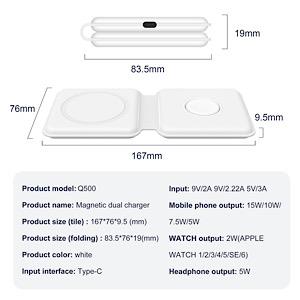 19mm
83.5mm
76mm
9.5mm
167mm
Product model: Q500
Product name: Magnetic dual charger
Product size (tile) : 167*76*9.5 (mm)
Product size (folding) : 83.5*76*19(mm)
Product color: white
Input interface: Type-C
Input: 9V/2A 9V/2.22A 5V/3A
Mobile phone output: 15W/10W/
7.5W/5W
WATCH output: 2W(APPLE
WATCH 1/2/3/4/5/SE/6)
Headphone output: 5W